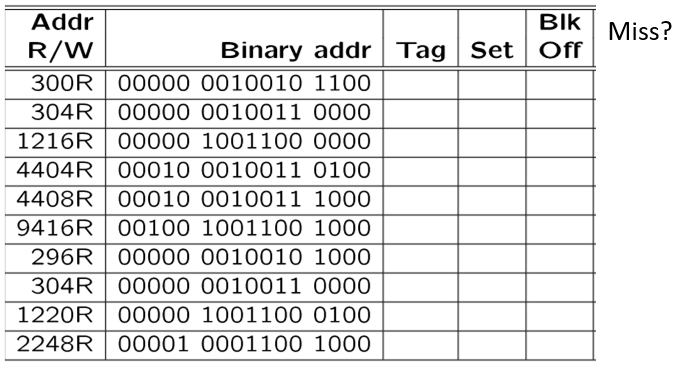 Addr Blk Miss?
R/W Binary addr Tag Set Off
300R 00000 0010010 1100
304R 00000 0010011 0000
1216R 00000 1001100 0000
4404R 00010 0010011 0100
4408R 00010 0010011 1000
9416R 00100 1001100 1000
296R 00000 0010010 1000
304R 00000 0010011 0000
1220R 00000 1001100 0100
2248R 00001 0001100 1000